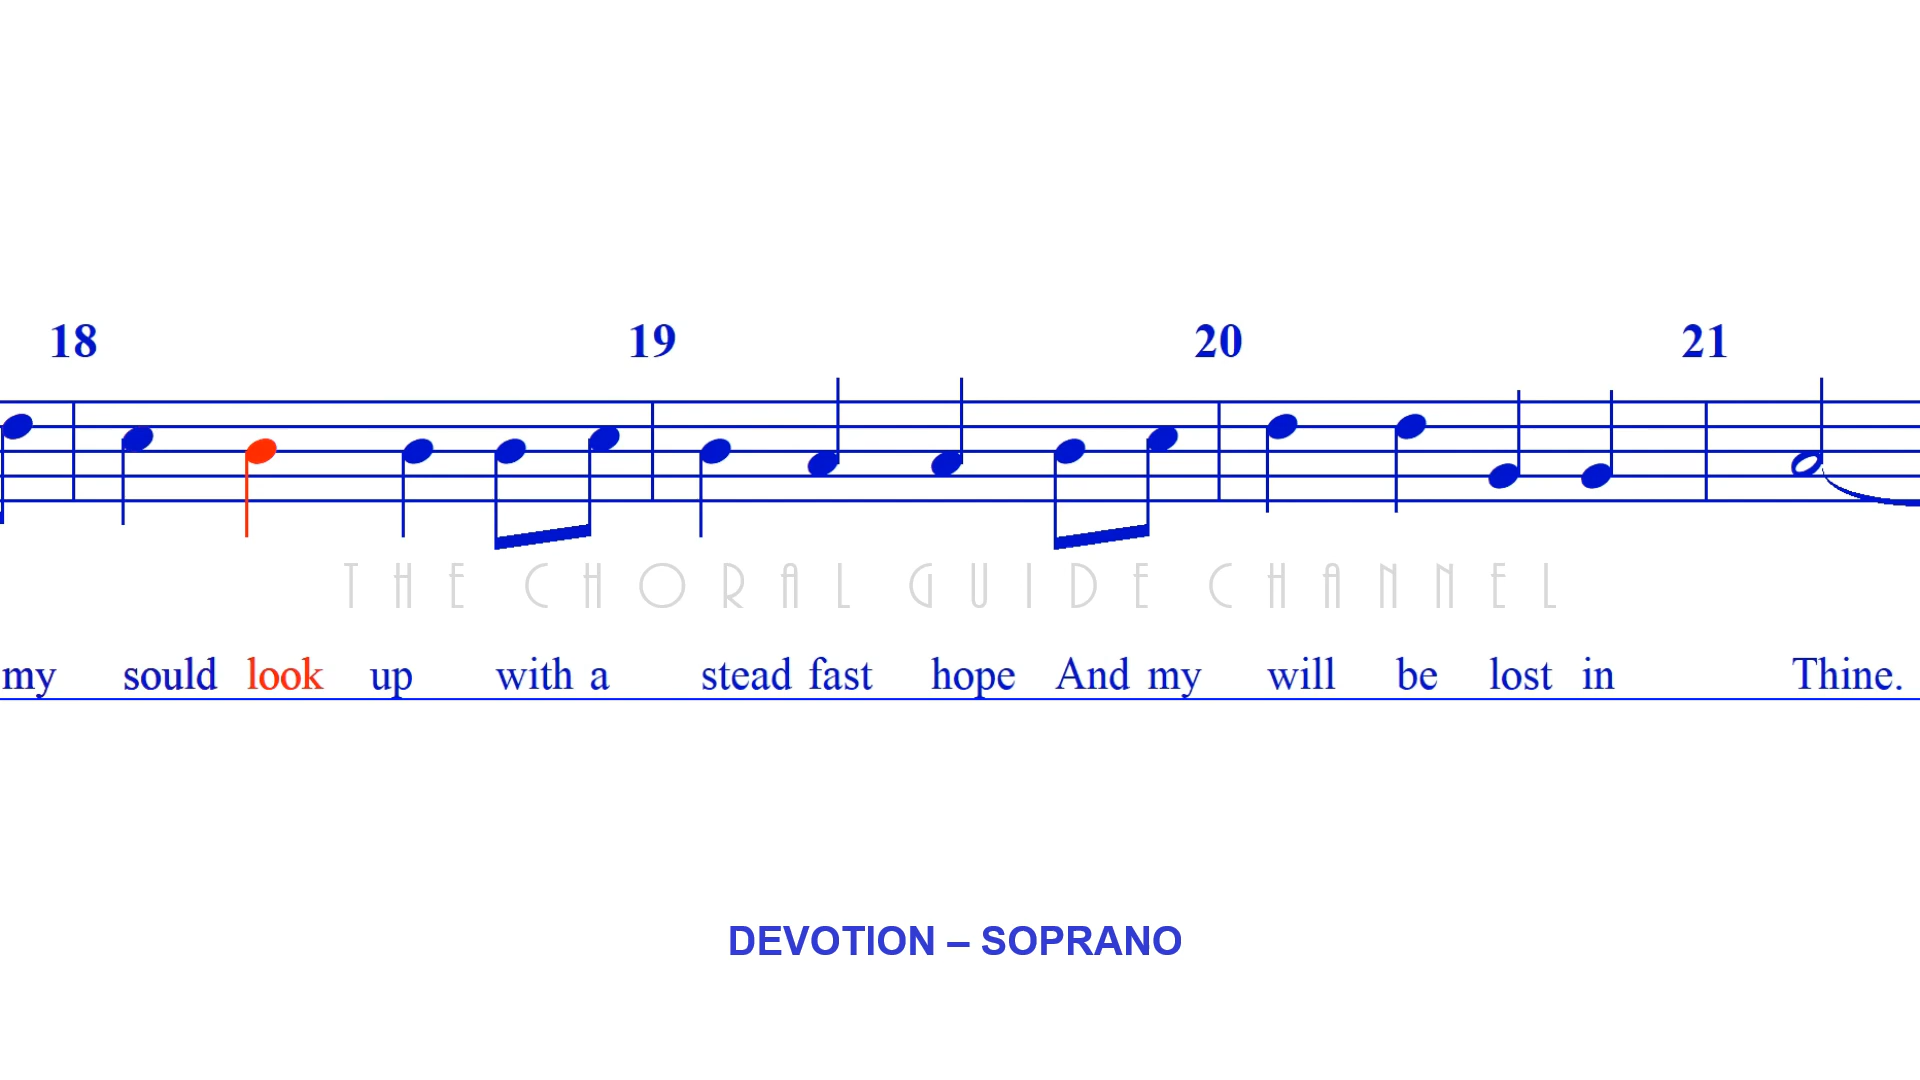 18 19 20 21
THE CHORAL GUIDE CHANNEL
my sould look up with a stead fast hope And my will be lost in Thine.
DEVOTION – SOPRANO